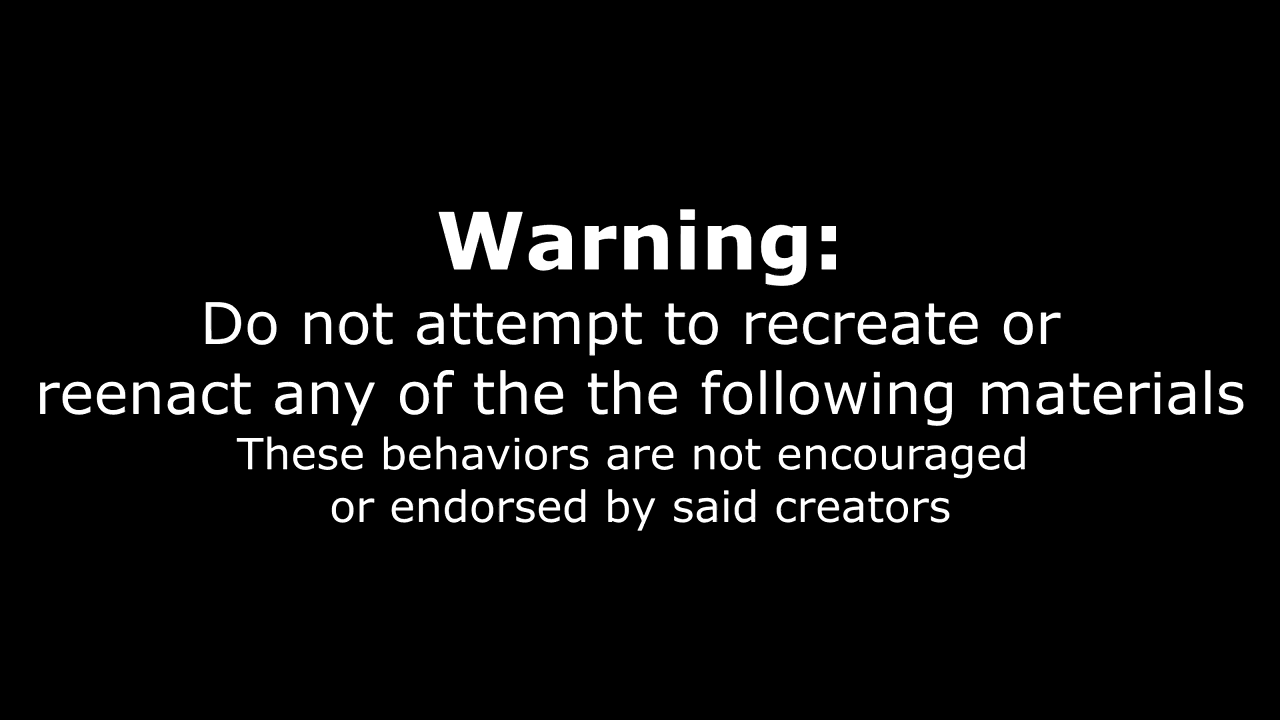 Warning:
Do not attempt to recreate or
reenact any of the the following materials
These behaviors are not encouraged
or endorsed by said creators